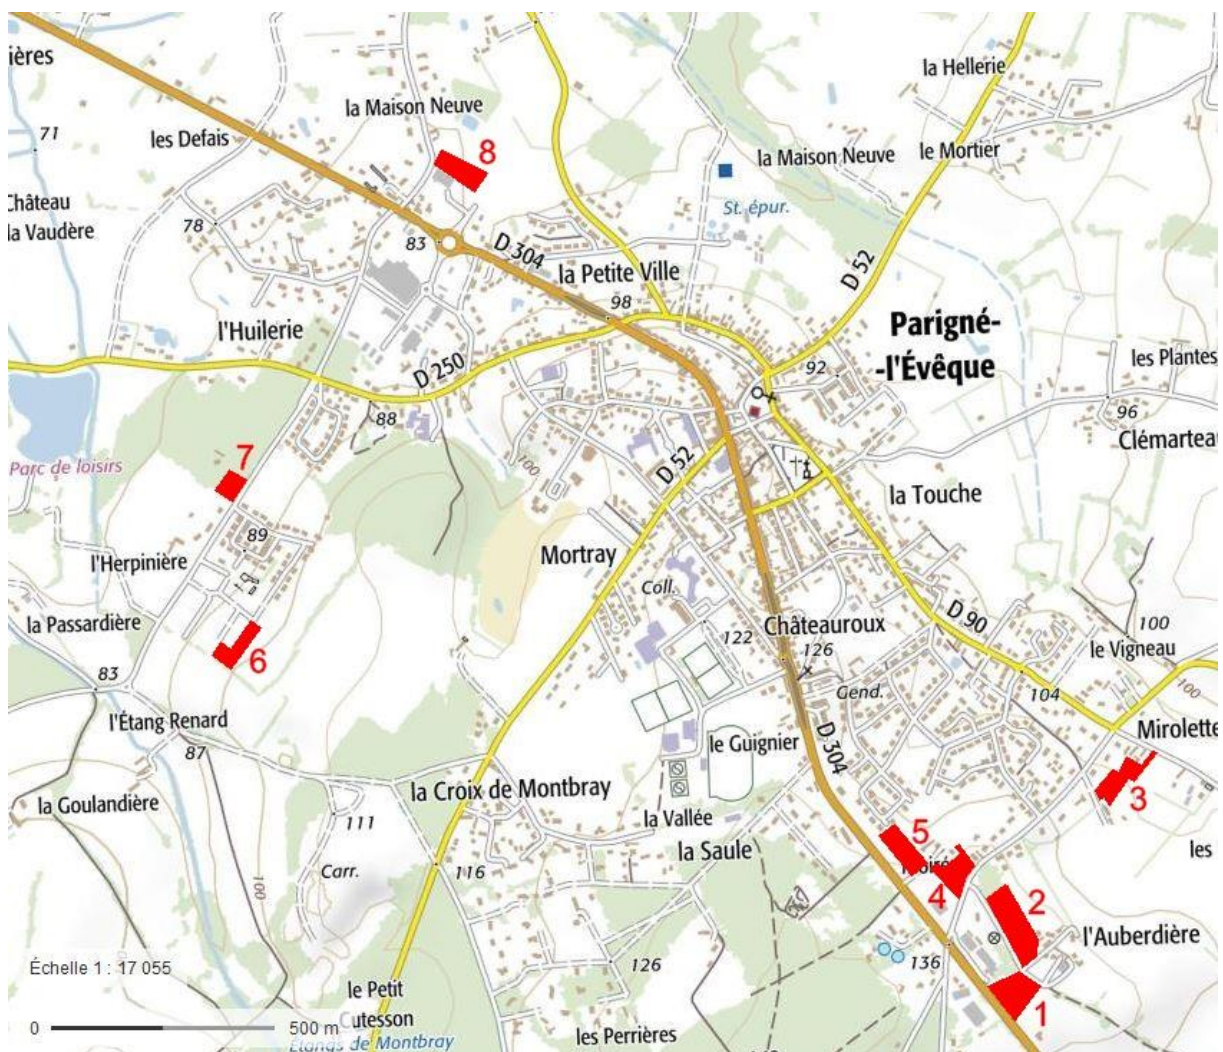 ières
la Maison Neuve
la Hellerie
71
les Defais
8
la Maison Neuve
le Mortier
Château
la Vaudère
78
St. épur.
83
D 304
la Petite Ville
D 52
98
l'Huilerie
Parigné-
-l'Évêque
les Plantes
D 250
92
88
96
Clémartea
Parc de loisirs
7
100
D 52
la Touche
89
l'Herpinière
Mortray
Coll.
la Passardière
Châteauroux
D 90
100
122
126
6
le Vigneau
83
Gend.
104
100
l'Étang Renard
Mirolette
87
le Guignier
D 304
la Goulandière
la Croix de Montbray
3
111
la Vallée
5
la Saule
les
Carr.
116
4
100
2
l'Auberdière
136
Échelle 1 : 17 055
126
le Petit
Cutesson
1
0
500 m
les Perrières
Étangs de Montbray